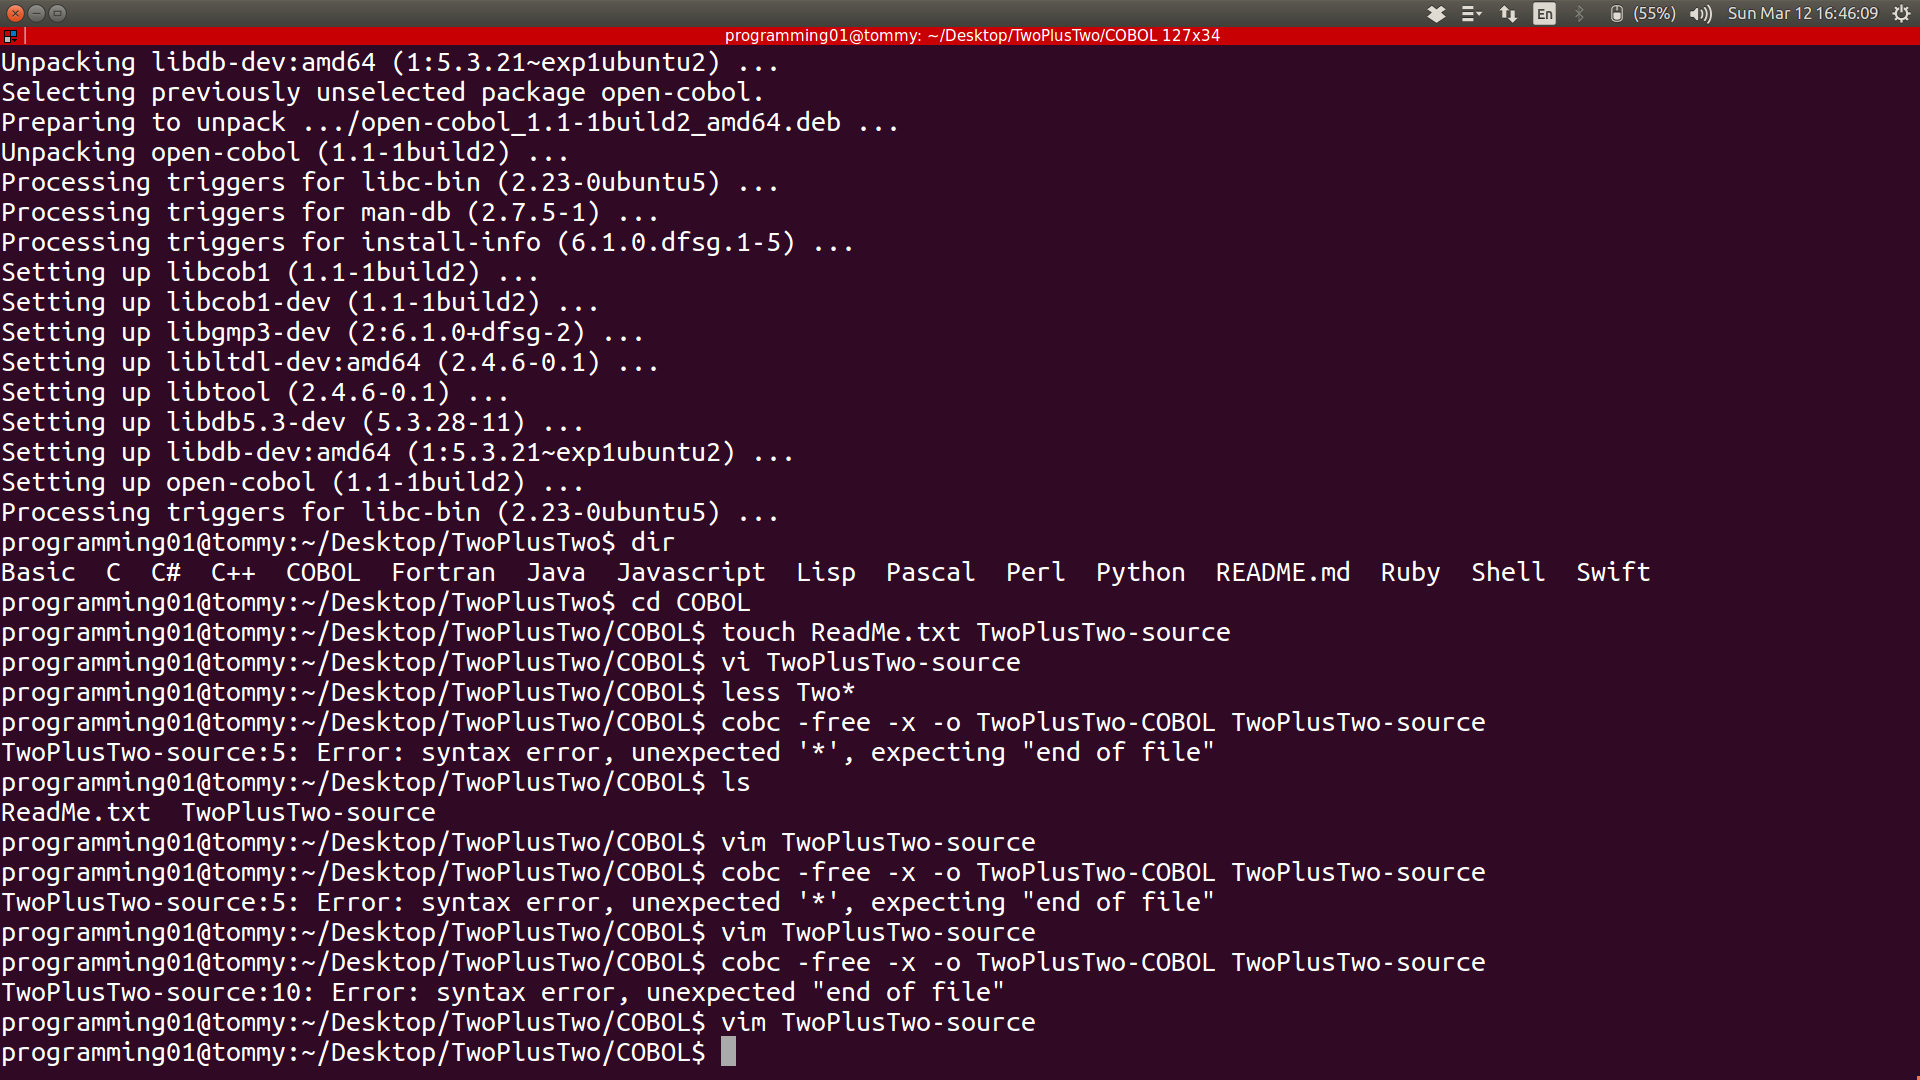 En (55%) Sun Mar 12 16:46:09
programming01@tommy: ~/Desktop/TwoPlusTwo/COBOL 127x34
Unpacking libdb-dev:amd64 (1:5.3.21~exp1ubuntu2) ...
Selecting previously unselected package open-cobol.
Preparing to unpack .../open-cobol_1.1-1build2_amd64.deb ...
Unpacking open-cobol (1.1-1build2) ...
Processing triggers for libc-bin (2.23-0ubuntu5) ...
Processing triggers for man-db (2.7.5-1) ...
Processing triggers for install-info (6.1.0.dfsg.1-5) ...
Setting up libcob1 (1.1-1build2) ...
Setting up libcob1-dev (1.1-1build2) ...
Setting up libgmp3-dev (2:6.1.0+dfsg-2) ...
Setting up libltdl-dev:amd64 (2.4.6-0.1) ...
Setting up libtool (2.4.6-0.1) ...
Setting up libdb5.3-dev (5.3.28-11) ...
Setting up libdb-dev:amd64 (1:5.3.21~exp1ubuntu2) ...
Setting up open-cobol (1.1-1build2) ...
Processing triggers for libc-bin (2.23-0ubuntu5) ...
programming01@tommy:~/Desktop/TwoPlusTwo$ dir
Basic  C  C#  C++  COBOL  Fortran  Java  Javascript  Lisp  Pascal  Perl  Python  README.md  Ruby  Shell  Swift
programming01@tommy:~/Desktop/TwoPlusTwo$ cd COBOL
programming01@tommy:~/Desktop/TwoPlusTwo/COBOL$ touch ReadMe.txt TwoPlusTwo-source
programming01@tommy:~/Desktop/TwoPlusTwo/COBOL$ vi TwoPlusTwo-source
programming01@tommy:~/Desktop/TwoPlusTwo/COBOL$ less Two*
programming01@tommy:~/Desktop/TwoPlusTwo/COBOL$ cobc -free -x -o TwoPlusTwo-COBOL TwoPlusTwo-source
TwoPlusTwo-source:5: Error: syntax error, unexpected '*', expecting "end of file"
programming01@tommy:~/Desktop/TwoPlusTwo/COBOL$ ls
ReadMe.txt  TwoPlusTwo-source
programming01@tommy:~/Desktop/TwoPlusTwo/COBOL$ vim TwoPlusTwo-source
programming01@tommy:~/Desktop/TwoPlusTwo/COBOL$ cobc -free -x -o TwoPlusTwo-COBOL TwoPlusTwo-source
TwoPlusTwo-source:5: Error: syntax error, unexpected '*', expecting "end of file"
programming01@tommy:~/Desktop/TwoPlusTwo/COBOL$ vim TwoPlusTwo-source
programming01@tommy:~/Desktop/TwoPlusTwo/COBOL$ cobc -free -x -o TwoPlusTwo-COBOL TwoPlusTwo-source
TwoPlusTwo-source:10: Error: syntax error, unexpected "end of file"
programming01@tommy:~/Desktop/TwoPlusTwo/COBOL$ vim TwoPlusTwo-source
programming01@tommy:~/Desktop/TwoPlusTwo/COBOL$